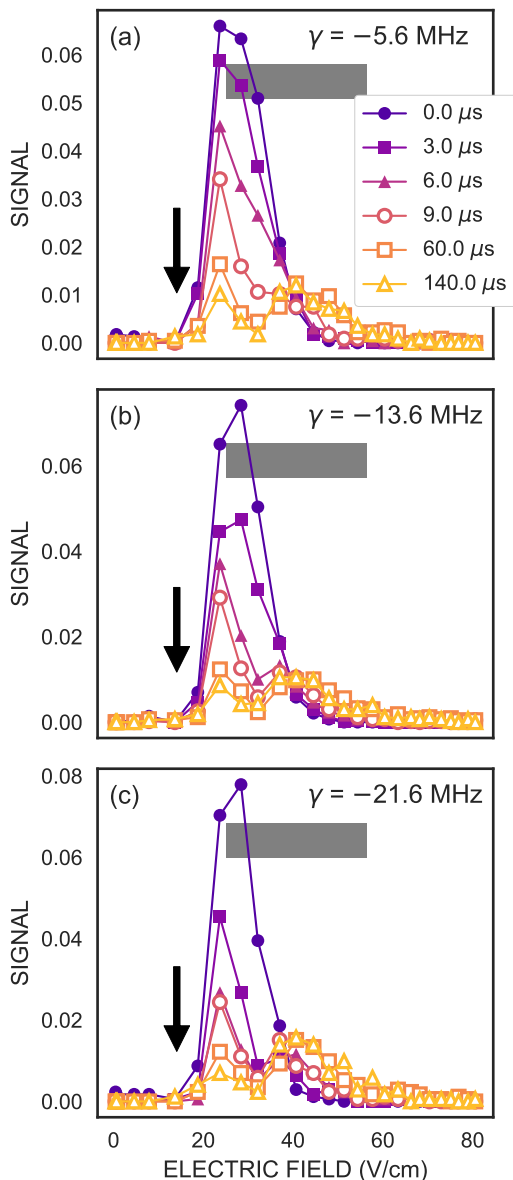 (a)
γ = −5.6 MHz
0.06
0.05
0.04
0.03
0.02
0.01
0.00
SIGNAL
0.0 μs
3.0 μs
6.0 μs
9.0 μs
60.0 μs
140.0 μs
(b)
γ = −13.6 MHz
0.06
0.04
0.02
0.00
SIGNAL
(c)
γ = −21.6 MHz
0.08
0.06
0.04
0.02
0.00
SIGNAL
0 20 40 60 80
ELECTRIC FIELD (V/cm)